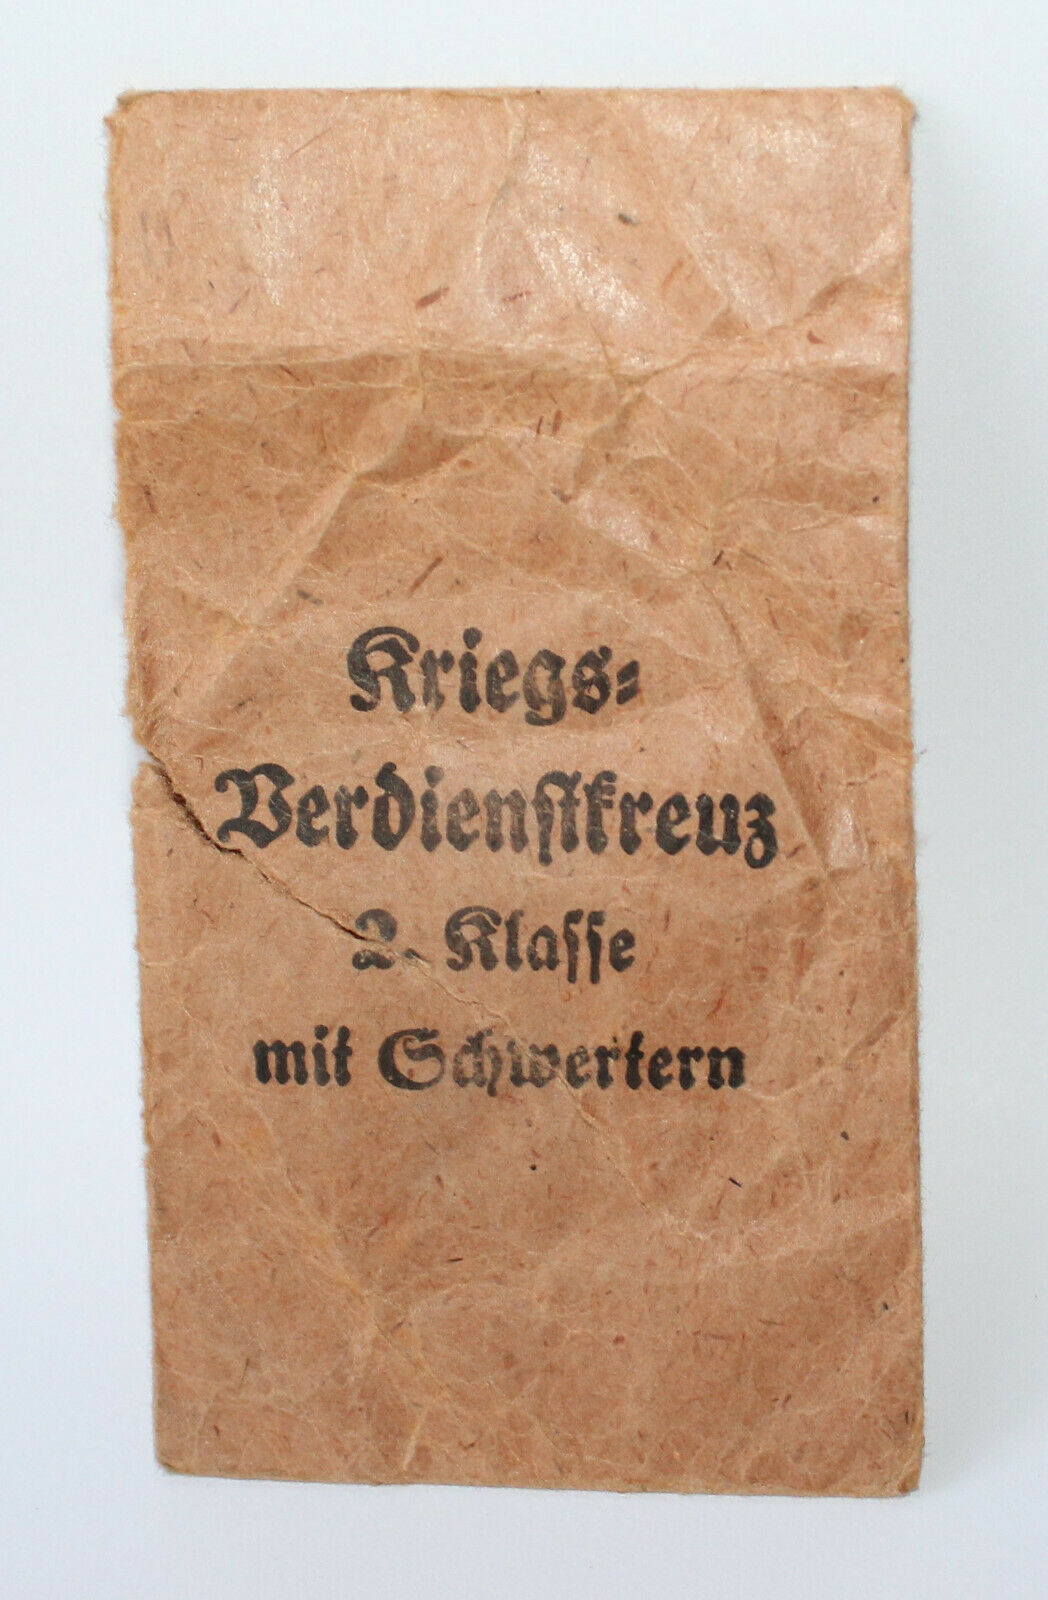 Kriegs-
Verdienstkreuz
2. Klasse
mit Schwertern